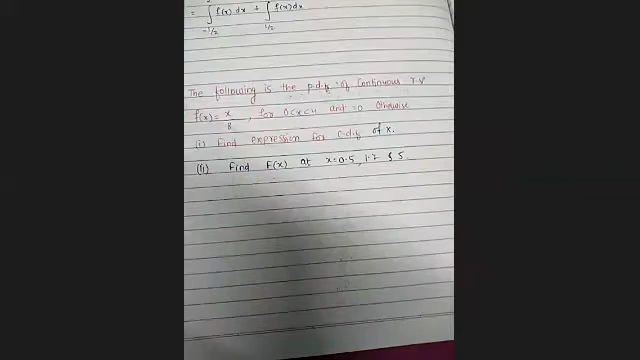 = ∫ f(x) dx + ∫ f(x) dx
-1/2 1/2
The following is the p.d.f of Continuous r.v
f(x) = x/8, for 0<x<4 and =0 Otherwise
(i) Find expression for c.d.f of x.
(ii) Find F(x) at x=0.5, 1.7 & 5.